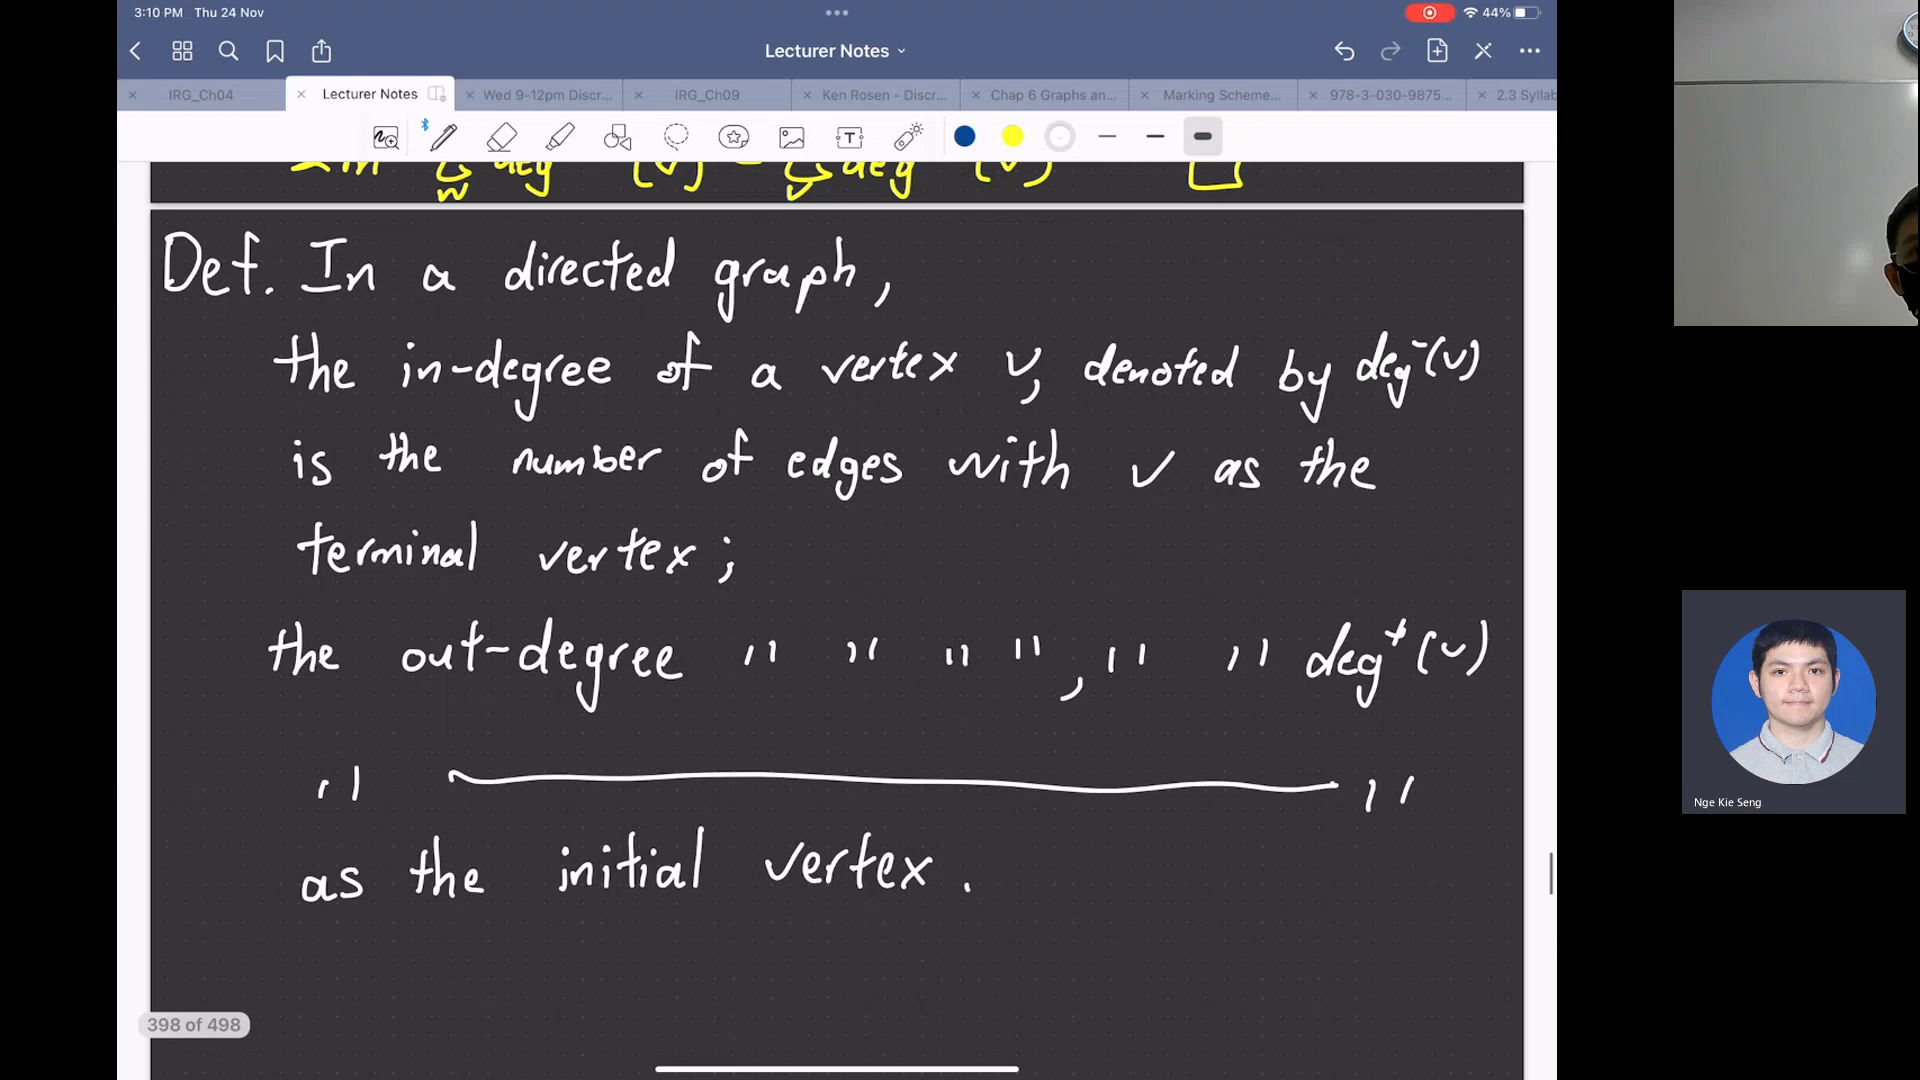 3:10 PM Thu 24 Nov
44%
Lecturer Notes
IRG_Ch04
Lecturer Notes
Wed 9-12pm Discr...
IRG_Ch09
Ken Rosen - Discr...
Chap 6 Graphs an...
Marking Scheme...
978-3-030-9875...
2.3 Syllab
deg (v) = deg (v)
Def. In a directed graph,
the in-degree of a vertex v, denoted by deg⁻(v)
is the number of edges with v as the
terminal vertex;
the out-degree " " " ", " " deg⁺(v)
" ———— "
as the initial vertex.
398 of 498
Nge Kie Seng